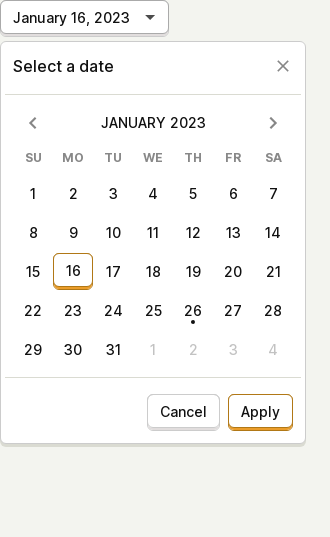 January 16, 2023
Select a date
JANUARY 2023
SU MO TU WE TH FR SA
1 2 3 4 5 6 7
8 9 10 11 12 13 14
15 16 17 18 19 20 21
22 23 24 25 26 27 28
29 30 31 1 2 3 4
Cancel Apply